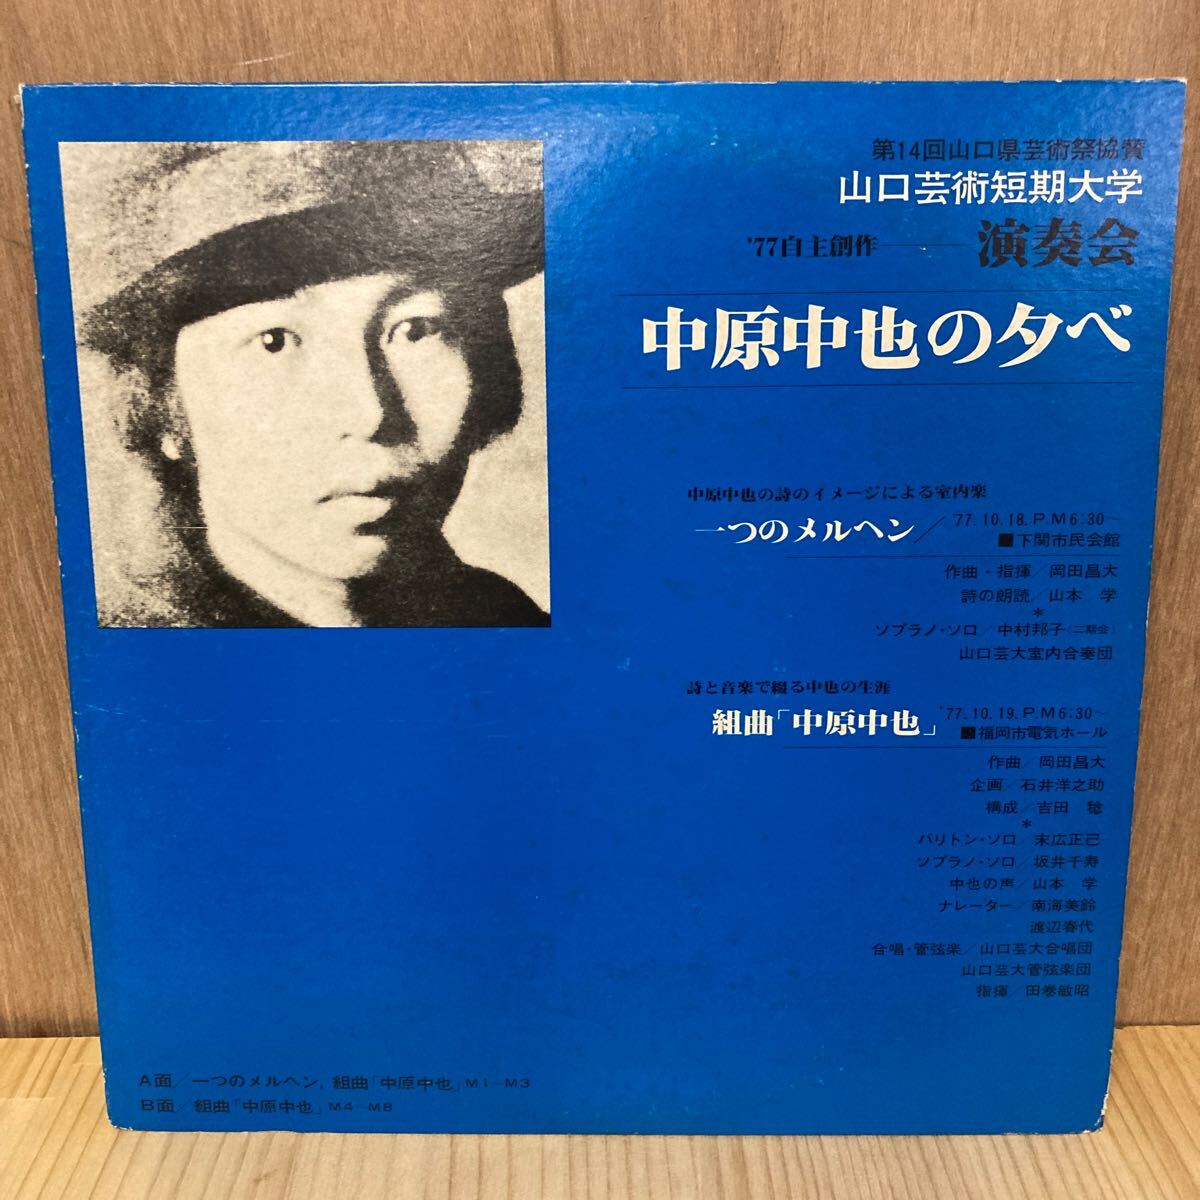 第14回山口県芸術祭協賛
山口芸術短期大学
'77自主創作――演奏会
中原中也の夕べ
中原中也の詩のイメージによる室内楽
一つのメルヘン／'77.10.18.P.M6:30〜
■下関市民会館
作曲・指揮／岡田昌大
詩の朗読／山本 学
*
ソプラノ・ソロ／中村邦子(二期会)
山口芸大室内合奏団
詩と音楽で綴る中也の生涯
組曲「中原中也」'77.10.19.P.M6:30〜
■福岡市電気ホール
作曲／岡田昌大
企画／石井洋之助
構成／吉田 稔
*
バリトン・ソロ／末広正己
ソプラノ・ソロ／坂井千寿
中也の声／山本 学
ナレーター／南海美鈴
渡辺春代
合唱・管弦楽／山口芸大合唱団
山口芸大管弦楽団
指揮／田巻敏昭
A面／一つのメルヘン, 組曲「中原中也」M1―M3
B面／組曲「中原中也」M4―M8